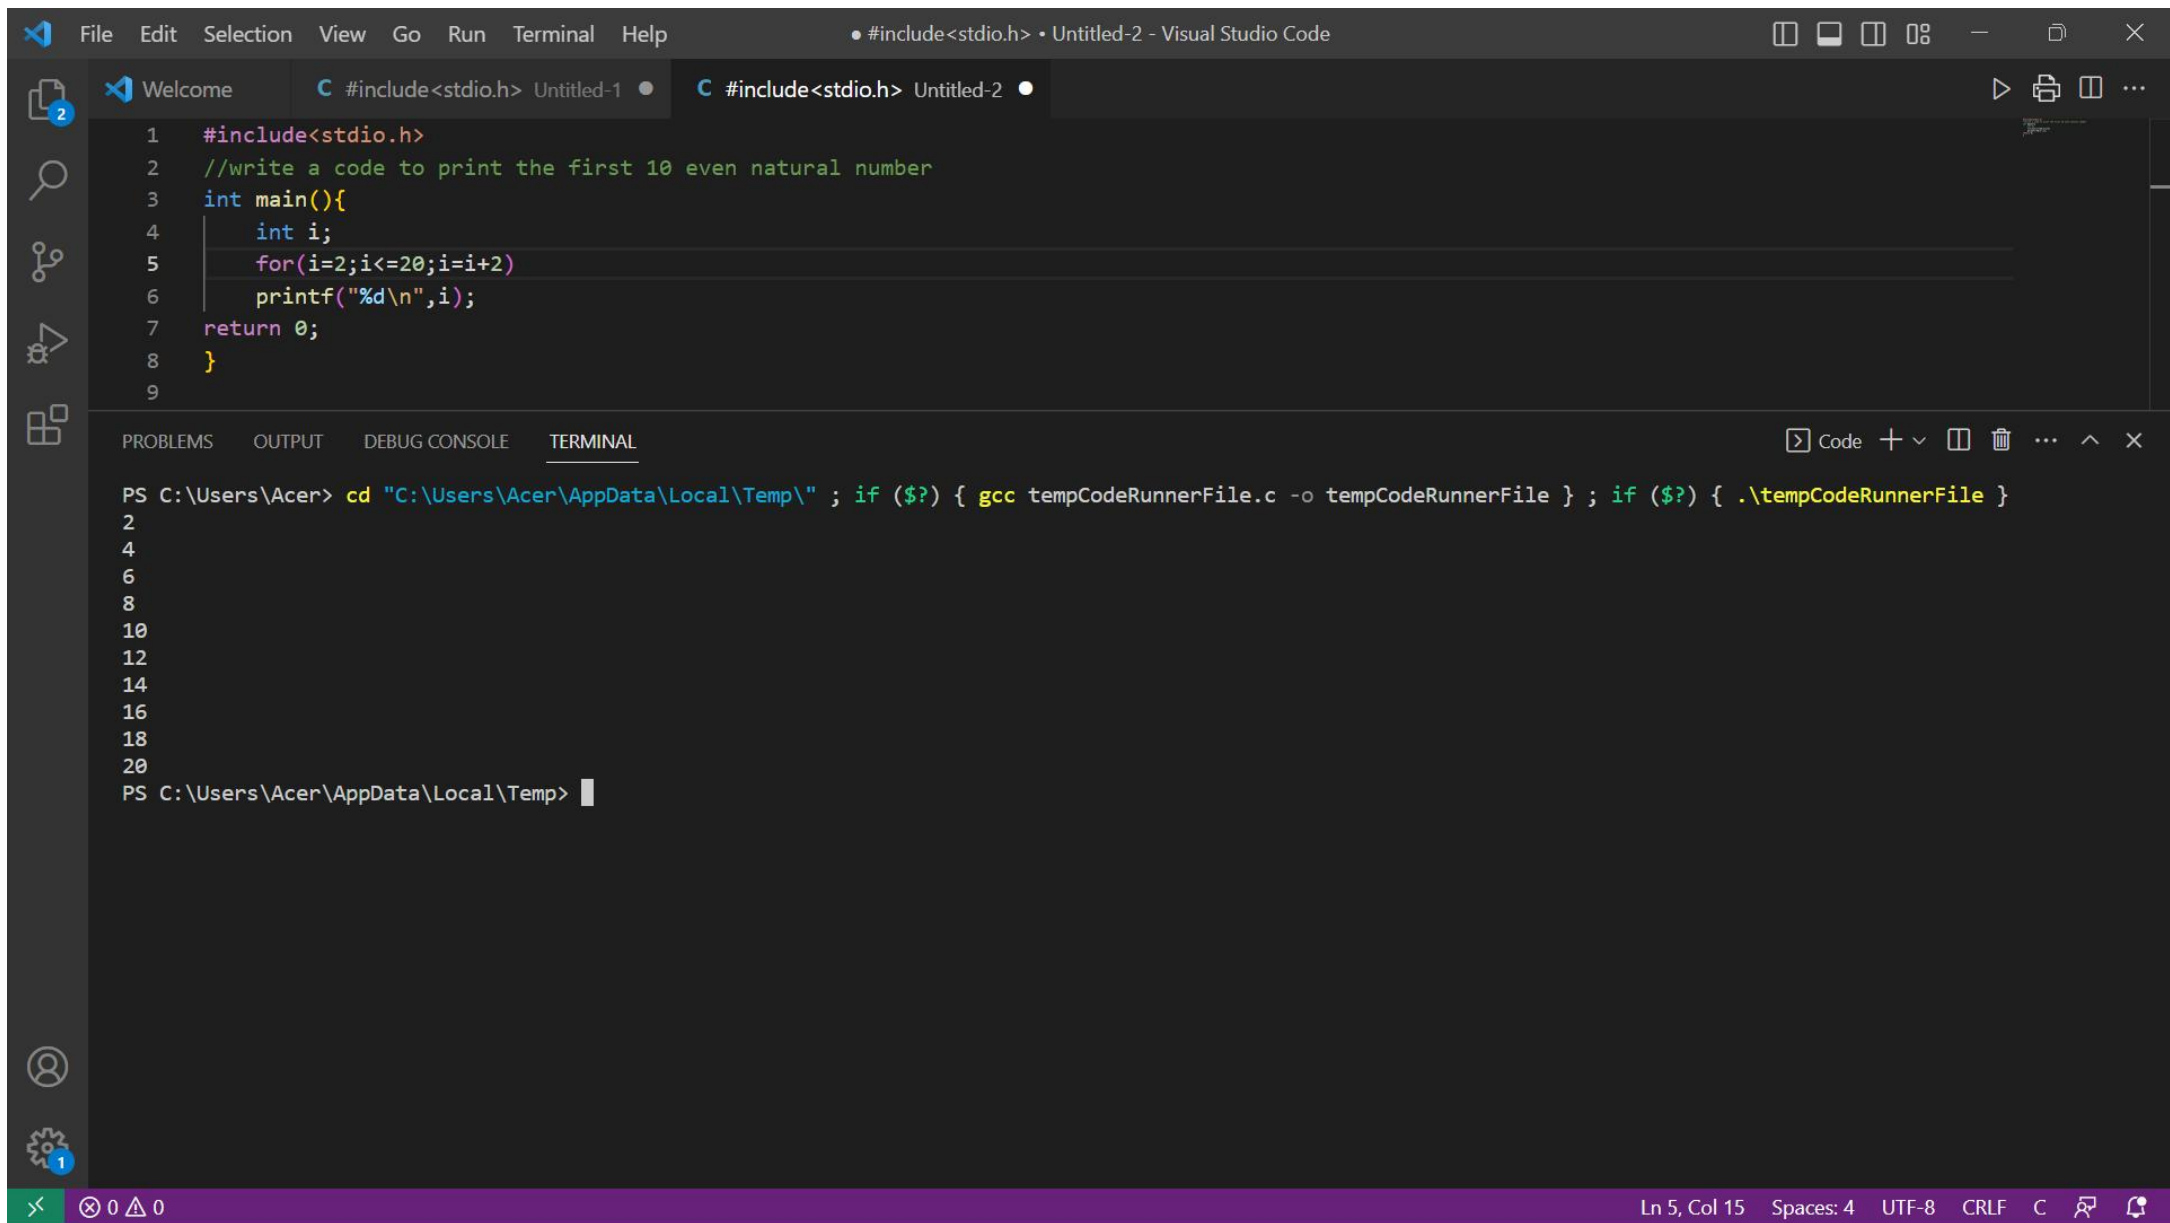 File Edit Selection View Go Run Terminal Help ● #include<stdio.h> • Untitled-2 - Visual Studio Code
Welcome C #include<stdio.h> Untitled-1 ● C #include<stdio.h> Untitled-2 ●
2
1 #include<stdio.h>
2 //write a code to print the first 10 even natural number
3 int main(){
4 int i;
5 for(i=2;i<=20;i=i+2)
6 printf("%d\n",i);
7 return 0;
8 }
9
PROBLEMS OUTPUT DEBUG CONSOLE TERMINAL Code
PS C:\Users\Acer> cd "C:\Users\Acer\AppData\Local\Temp\" ; if ($?) { gcc tempCodeRunnerFile.c -o tempCodeRunnerFile } ; if ($?) { .\tempCodeRunnerFile }
2
4
6
8
10
12
14
16
18
20
PS C:\Users\Acer\AppData\Local\Temp>
1
0 0 Ln 5, Col 15 Spaces: 4 UTF-8 CRLF C